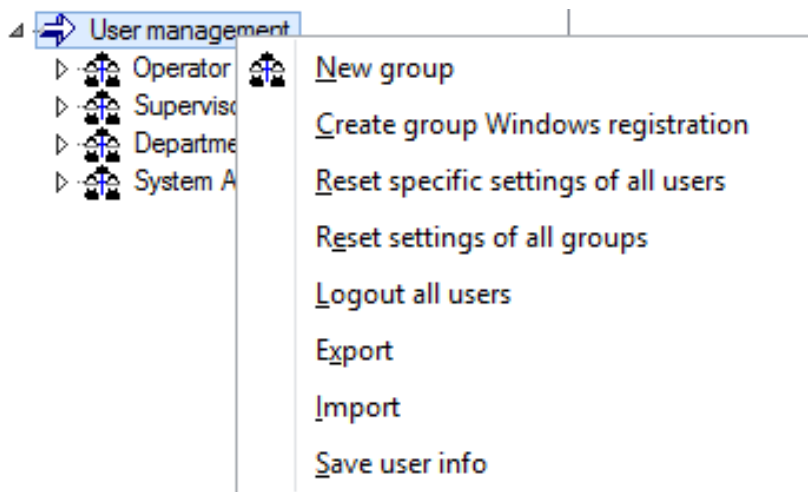 User management
Operator
New group
Create group Windows registration
Reset specific settings of all users
Reset settings of all groups
Logout all users
Export
Import
Save user info